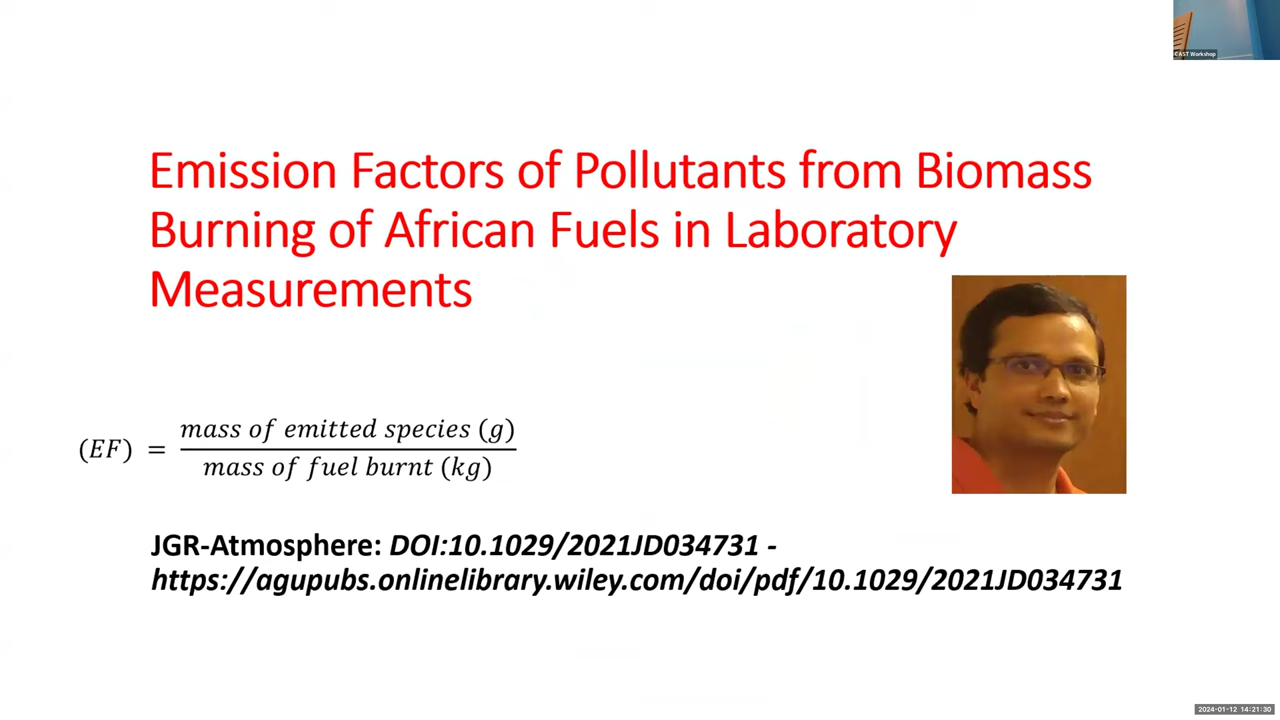 CAST Workshop
Emission Factors of Pollutants from Biomass
Burning of African Fuels in Laboratory
Measurements
(EF) = mass of emitted species (g)
mass of fuel burnt (kg)
JGR-Atmosphere: DOI:10.1029/2021JD034731 -
https://agupubs.onlinelibrary.wiley.com/doi/pdf/10.1029/2021JD034731
2024-01-12 14:21:30